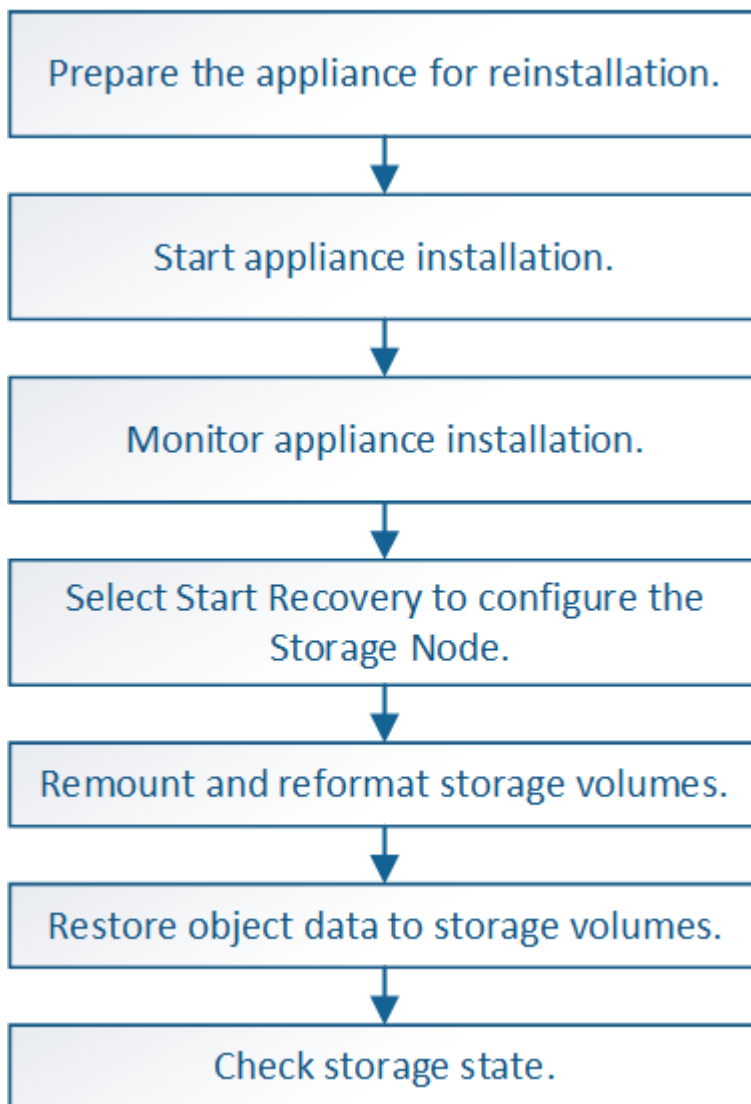 Prepare the appliance for reinstallation.
Start appliance installation.
Monitor appliance installation.
Select Start Recovery to configure the
Storage Node.
Remount and reformat storage volumes.
Restore object data to storage volumes.
Check storage state.